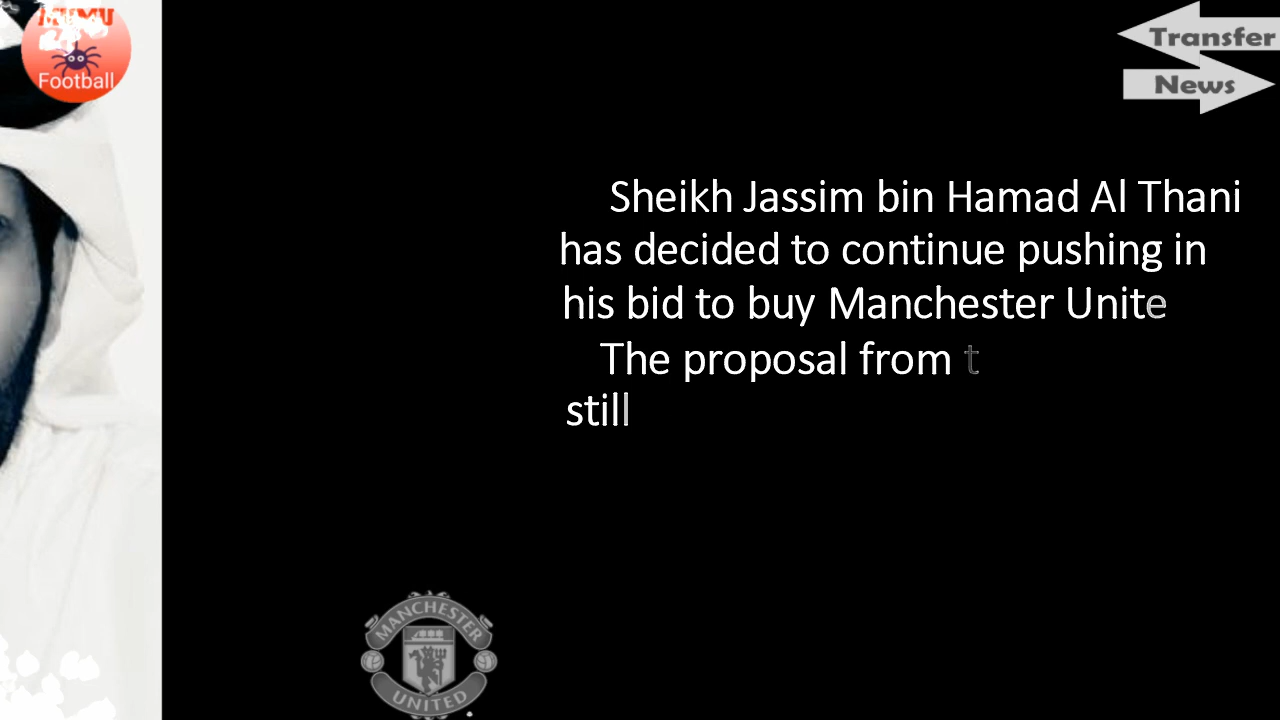 Football
Transfer
News
Sheikh Jassim bin Hamad Al Thani
has decided to continue pushing in
his bid to buy Manchester Unite
The proposal from t
still
MANCHESTER
UNITED